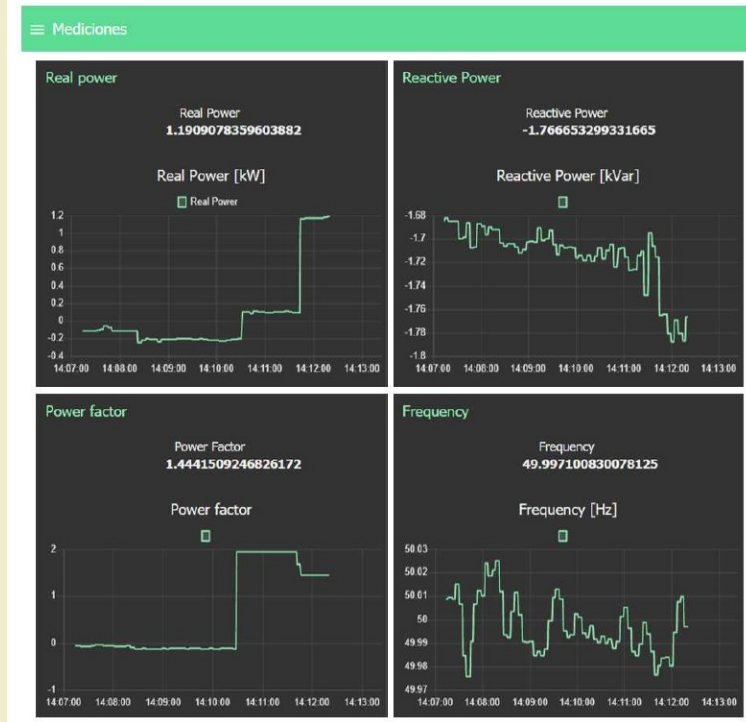 Mediciones
Real power
Real Power
1.1909078359603882
Real Power [kW]
Real Power
1.2
1
0.8
0.6
0.4
0.2
0
-0.2
-0.4
14:07:00 14:08:00 14:09:00 14:10:00 14:11:00 14:12:00 14:13:00
Reactive Power
Reactive Power
-1.766653299331665
Reactive Power [kVar]
-1.68
-1.7
-1.72
-1.74
-1.76
-1.78
-1.8
14:07:00 14:08:00 14:09:00 14:10:00 14:11:00 14:12:00 14:13:00
Power factor
Power Factor
1.4441509246826172
Power factor
2
1
0
-1
14:07:00 14:08:00 14:09:00 14:10:00 14:11:00 14:12:00 14:13:00
Frequency
Frequency
49.997100830078125
Frequency [Hz]
50.03
50.02
50.01
50
49.99
49.98
49.97
14:07:00 14:08:00 14:09:00 14:10:00 14:11:00 14:12:00 14:13:00